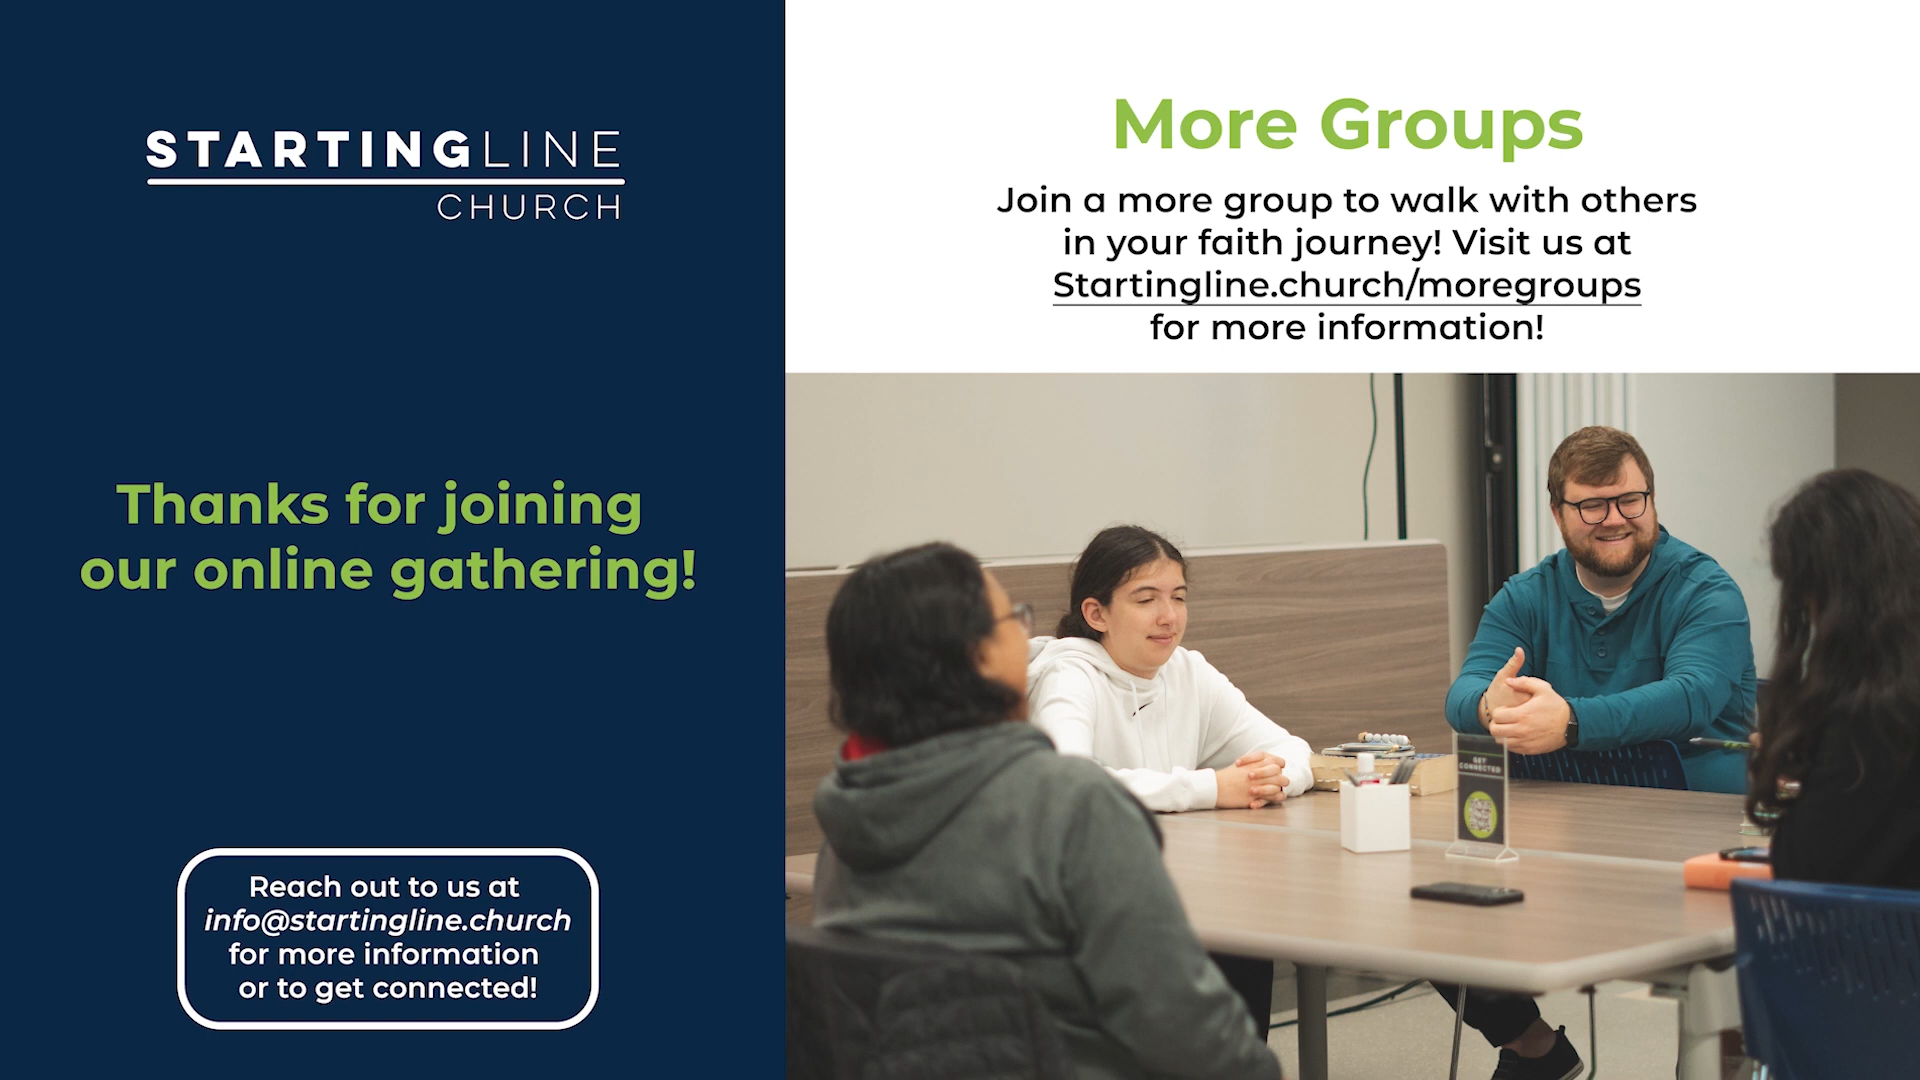 STARTINGLINE
CHURCH
Thanks for joining
our online gathering!
Reach out to us at
info@startingline.church
for more information
or to get connected!
More Groups
Join a more group to walk with others
in your faith journey! Visit us at
Startingline.church/moregroups
for more information!
GET
CONNECTED